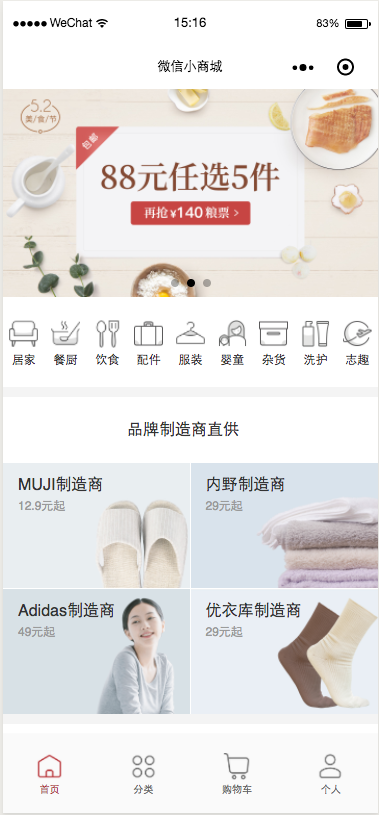 WeChat 15:16 83%
微信小商城
5.2
美/食/节
包邮
88元任选5件
再抢¥140粮票 >
居家 餐厨 饮食 配件 服装 婴童 杂货 洗护 志趣
品牌制造商直供
MUJI制造商 内野制造商
12.9元起 29元起
Adidas制造商 优衣库制造商
49元起 29元起
首页 分类 购物车 个人